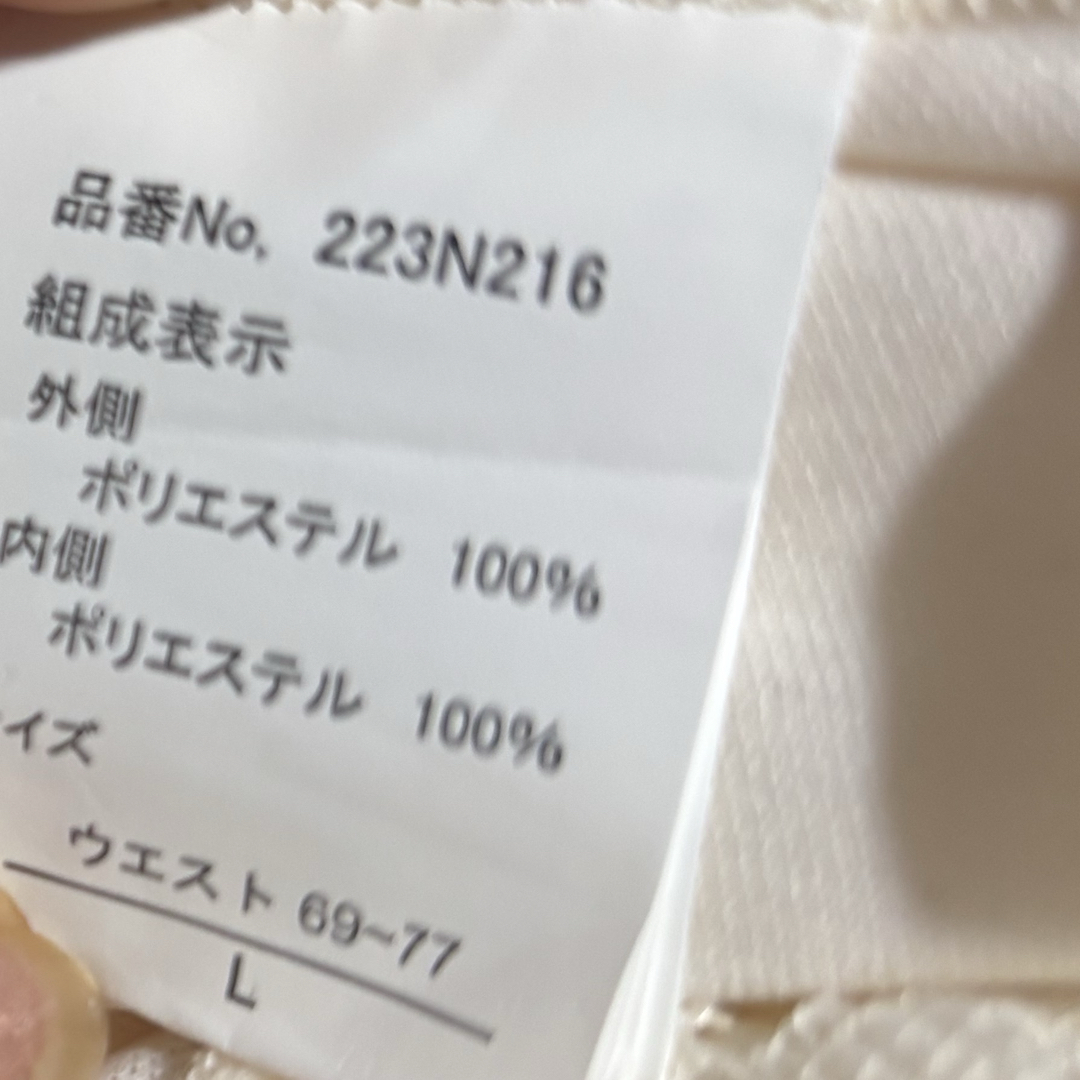 品番No. 223N216
組成表示
外側
ポリエステル 100%
内側
ポリエステル 100%
イズ
ウエスト 69~77
L